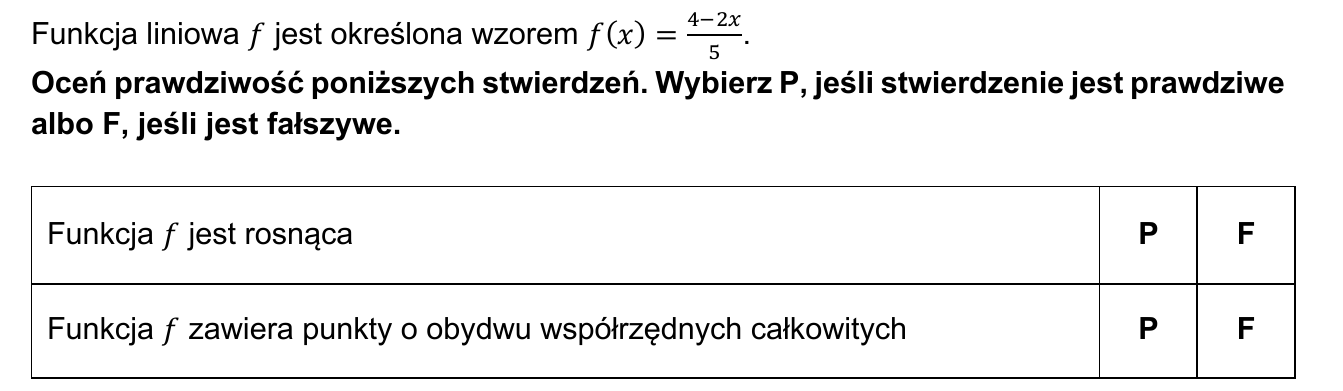 Funkcja liniowa f jest określona wzorem f(x) = \frac{4-2x}{5}.
Oceń prawdziwość poniższych stwierdzeń. Wybierz P, jeśli stwierdzenie jest prawdziwe
albo F, jeśli jest fałszywe.
Funkcja f jest rosnąca P F
Funkcja f zawiera punkty o obydwu współrzędnych całkowitych P F